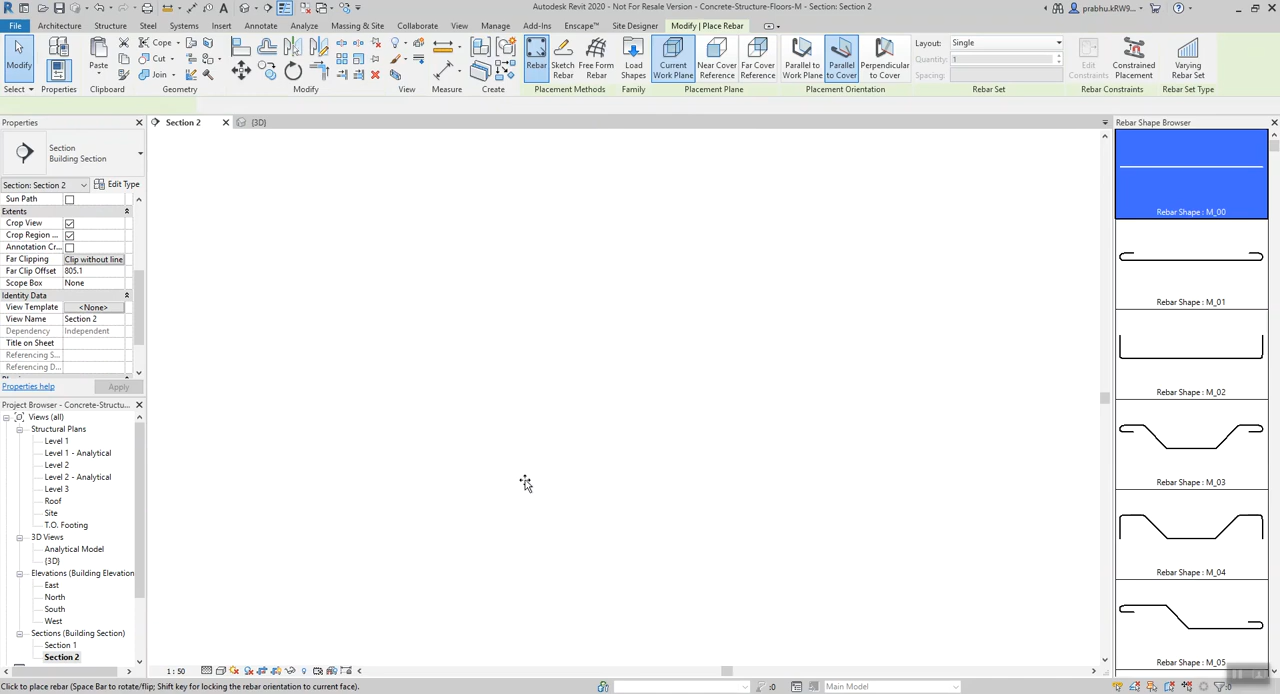 Autodesk Revit 2020 - Not For Resale Version - Concrete-Structure-Floors-M - Section: Section 2
prabhu.kRW9...
File Architecture Structure Steel Systems Insert Annotate Analyze Massing & Site Collaborate View Manage Add-Ins Enscape™ Site Designer Modify | Place Rebar
Modify
Paste
Cope
Cut
Join
Rebar
Sketch Rebar
Free Form Rebar
Load Shapes
Current Work Plane
Near Cover Reference
Far Cover Reference
Parallel to Work Plane
Parallel to Cover
Perpendicular to Cover
Layout: Single
Quantity: 1
Spacing:
Edit Constraints
Constrained Placement
Varying Rebar Set
Select Properties Clipboard Geometry Modify View Measure Create Placement Methods Family Placement Plane Placement Orientation Rebar Set Rebar Constraints Rebar Set Type
Properties
Section 2
{3D}
Rebar Shape Browser
Section
Building Section
Section: Section 2
Edit Type
Sun Path
Extents
Crop View
Crop Region ...
Annotation Cr...
Far Clipping Clip without line
Far Clip Offset 805.1
Scope Box None
Identity Data
View Template <None>
View Name Section 2
Dependency Independent
Title on Sheet
Referencing S...
Referencing D...
Properties help
Apply
Project Browser - Concrete-Structu...
Views (all)
Structural Plans
Level 1
Level 1 - Analytical
Level 2
Level 2 - Analytical
Level 3
Roof
Site
T.O. Footing
3D Views
Analytical Model
{3D}
Elevations (Building Elevation
East
North
South
West
Sections (Building Section)
Section 1
Section 2
Rebar Shape : M_00
Rebar Shape : M_01
Rebar Shape : M_02
Rebar Shape : M_03
Rebar Shape : M_04
Rebar Shape : M_05
1 : 50
Click to place rebar (Space Bar to rotate/flip; Shift key for locking the rebar orientation to current face).
:0
Main Model